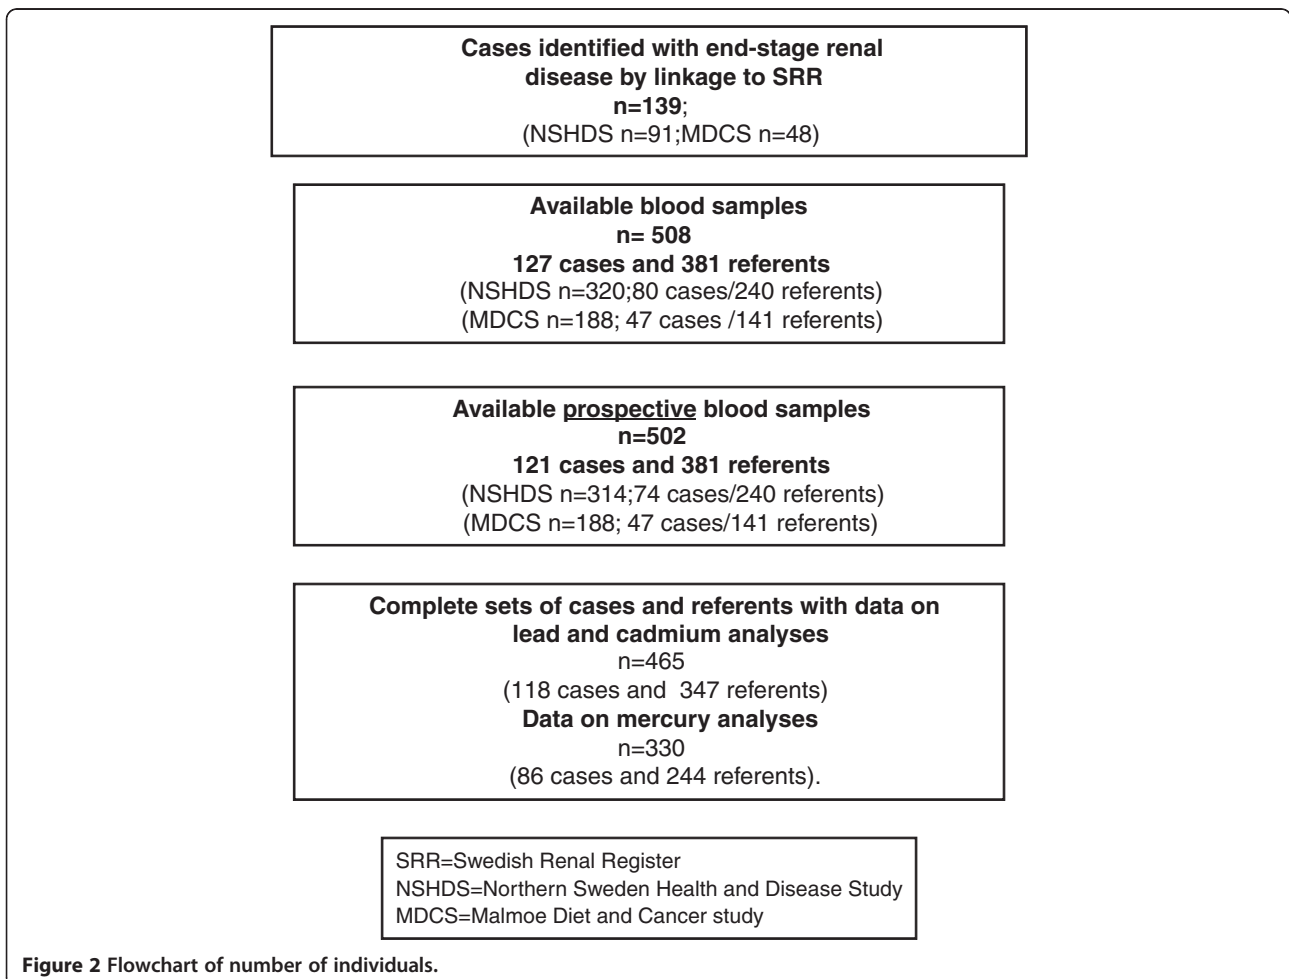 Cases identified with end-stage renal
disease by linkage to SRR
n=139;
(NSHDS n=91;MDCS n=48)
Available blood samples
n= 508
127 cases and 381 referents
(NSHDS n=320;80 cases/240 referents)
(MDCS n=188; 47 cases /141 referents)
Available prospective blood samples
n=502
121 cases and 381 referents
(NSHDS n=314;74 cases/240 referents)
(MDCS n=188; 47 cases/141 referents)
Complete sets of cases and referents with data on
lead and cadmium analyses
n=465
(118 cases and  347 referents)
Data on mercury analyses
n=330
(86 cases and 244 referents).
SRR=Swedish Renal Register
NSHDS=Northern Sweden Health and Disease Study
MDCS=Malmoe Diet and Cancer study
Figure 2 Flowchart of number of individuals.